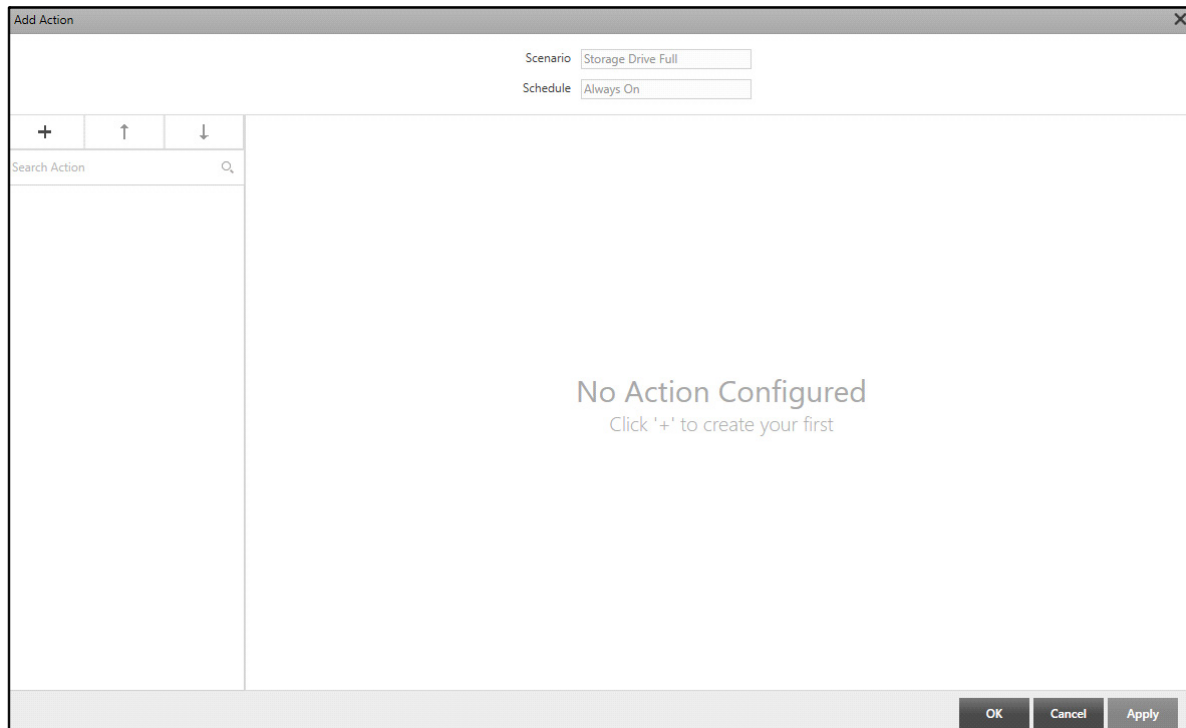 Add Action
Scenario Storage Drive Full
Schedule Always On
Search Action
No Action Configured
Click '+' to create your first
OK Cancel Apply